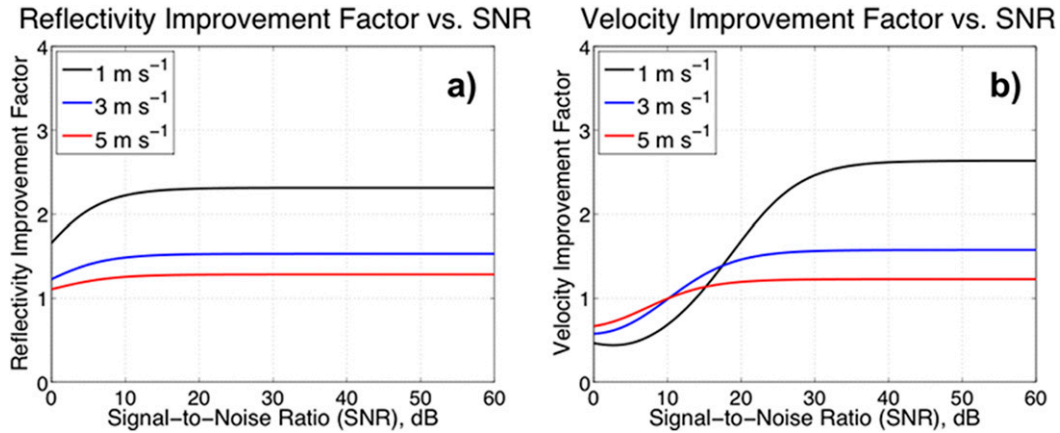 Reflectivity Improvement Factor vs. SNR
Reflectivity Improvement Factor
4
3
2
1
0
1 m s⁻¹
3 m s⁻¹
5 m s⁻¹
a)
0 10 20 30 40 50 60
Signal-to-Noise Ratio (SNR), dB
Velocity Improvement Factor vs. SNR
Velocity Improvement Factor
4
3
2
1
0
1 m s⁻¹
3 m s⁻¹
5 m s⁻¹
b)
0 10 20 30 40 50 60
Signal-to-Noise Ratio (SNR), dB